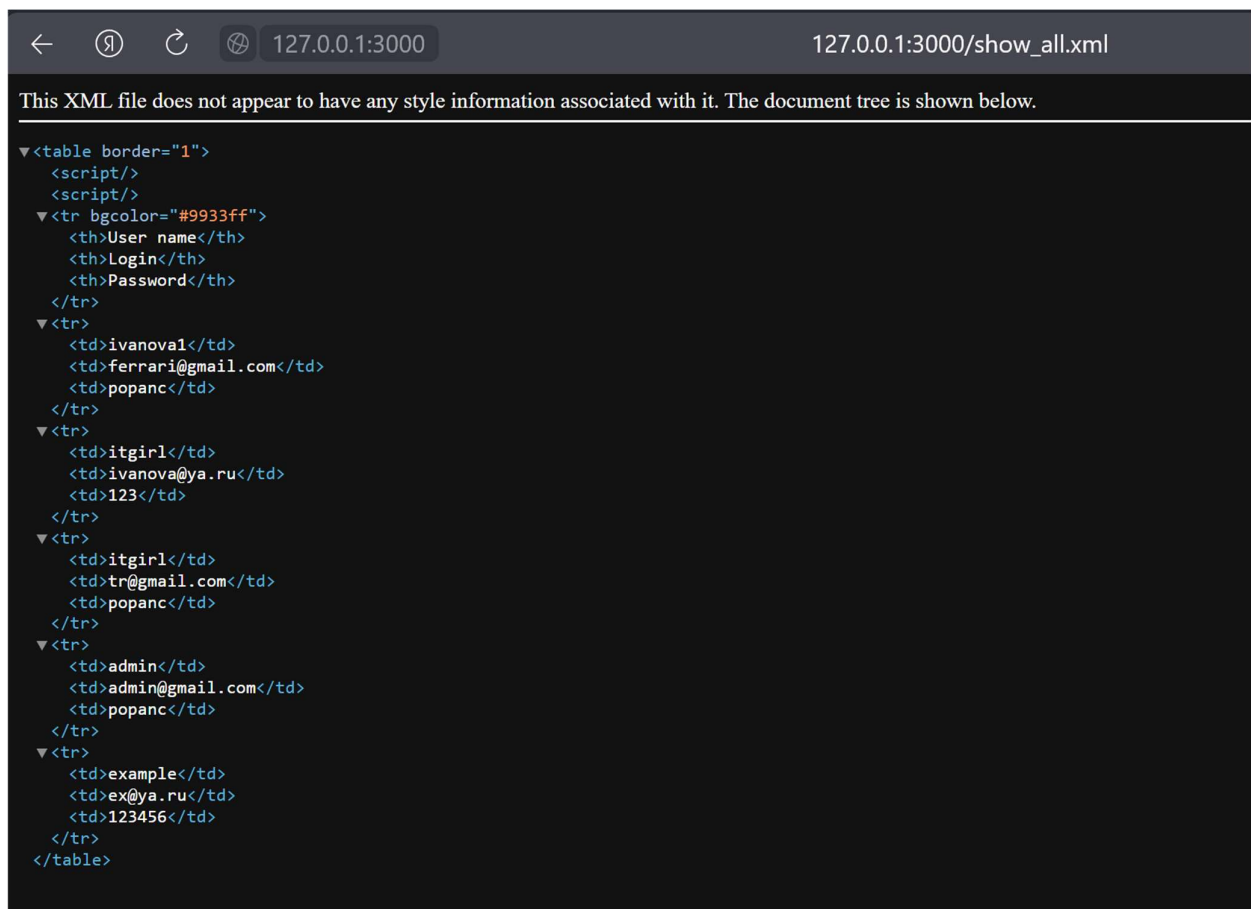 127.0.0.1:3000 127.0.0.1:3000/show_all.xml
This XML file does not appear to have any style information associated with it. The document tree is shown below.
▼<table border="1">
<script/>
<script/>
▼<tr bgcolor="#9933ff">
<th>User name</th>
<th>Login</th>
<th>Password</th>
</tr>
▼<tr>
<td>ivanova1</td>
<td>ferrari@gmail.com</td>
<td>popanc</td>
</tr>
▼<tr>
<td>itgirl</td>
<td>ivanova@ya.ru</td>
<td>123</td>
</tr>
▼<tr>
<td>itgirl</td>
<td>tr@gmail.com</td>
<td>popanc</td>
</tr>
▼<tr>
<td>admin</td>
<td>admin@gmail.com</td>
<td>popanc</td>
</tr>
▼<tr>
<td>example</td>
<td>ex@ya.ru</td>
<td>123456</td>
</tr>
</table>